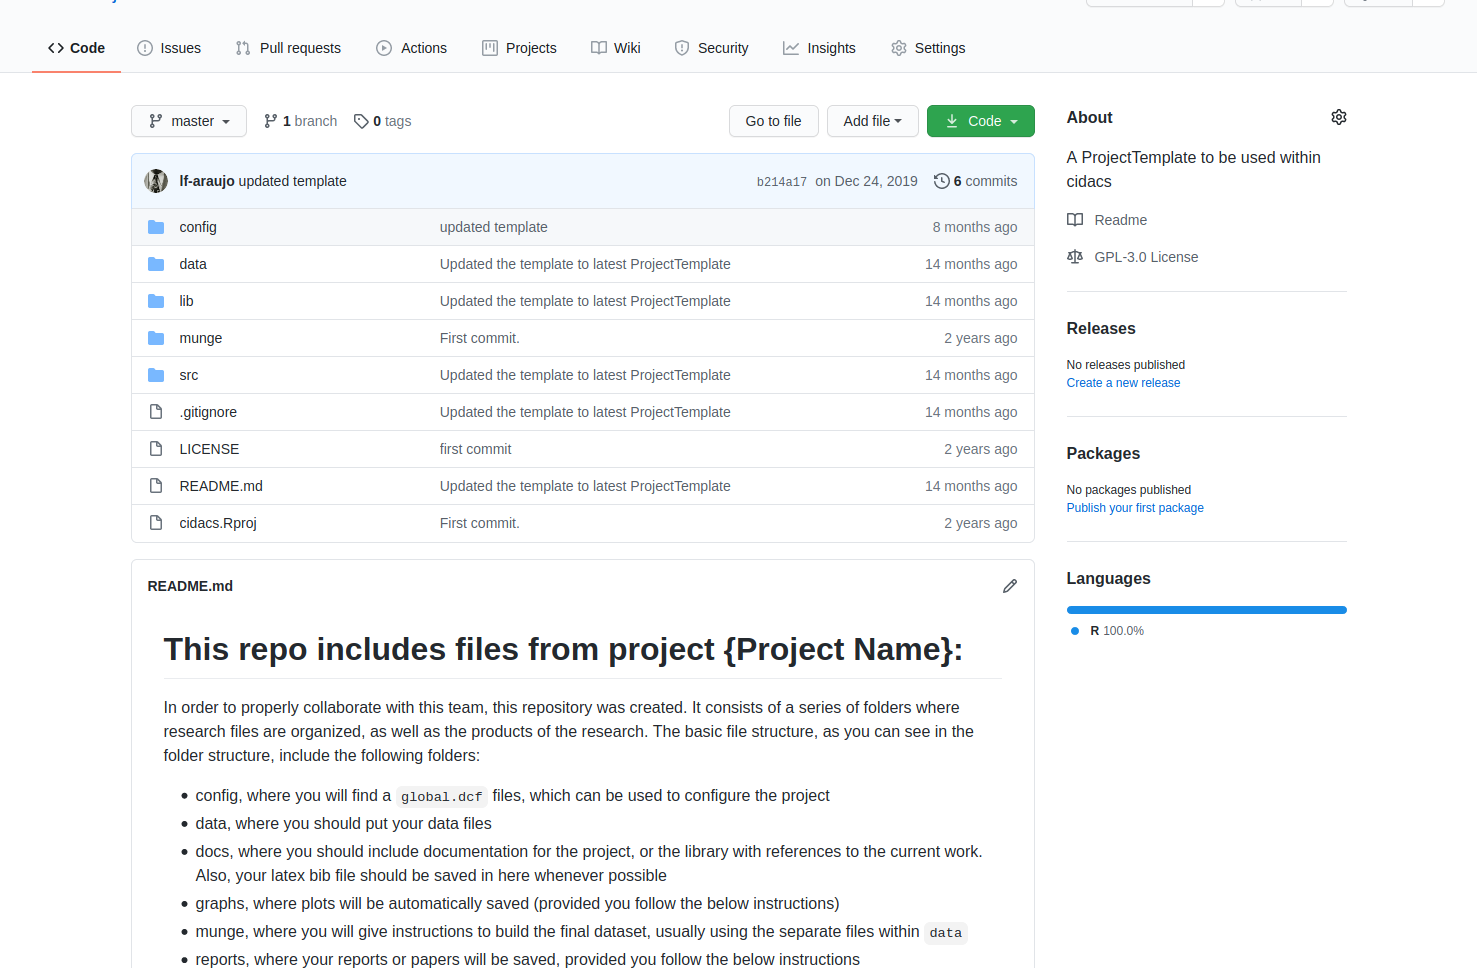 Code Issues Pull requests Actions Projects Wiki Security Insights Settings
master 1 branch 0 tags Go to file Add file Code
lf-araujo updated template b214a17 on Dec 24, 2019 6 commits
config updated template 8 months ago
data Updated the template to latest ProjectTemplate 14 months ago
lib Updated the template to latest ProjectTemplate 14 months ago
munge First commit. 2 years ago
src Updated the template to latest ProjectTemplate 14 months ago
.gitignore Updated the template to latest ProjectTemplate 14 months ago
LICENSE first commit 2 years ago
README.md Updated the template to latest ProjectTemplate 14 months ago
cidacs.Rproj First commit. 2 years ago
README.md
This repo includes files from project {Project Name}:
In order to properly collaborate with this team, this repository was created. It consists of a series of folders where
research files are organized, as well as the products of the research. The basic file structure, as you can see in the
folder structure, include the following folders:
• config, where you will find a global.dcf files, which can be used to configure the project
• data, where you should put your data files
• docs, where you should include documentation for the project, or the library with references to the current work.
Also, your latex bib file should be saved in here whenever possible
• graphs, where plots will be automatically saved (provided you follow the below instructions)
• munge, where you will give instructions to build the final dataset, usually using the separate files within data
• reports, where your reports or papers will be saved, provided you follow the below instructions
About
A ProjectTemplate to be used within
cidacs
Readme
GPL-3.0 License
Releases
No releases published
Create a new release
Packages
No packages published
Publish your first package
Languages
R 100.0%